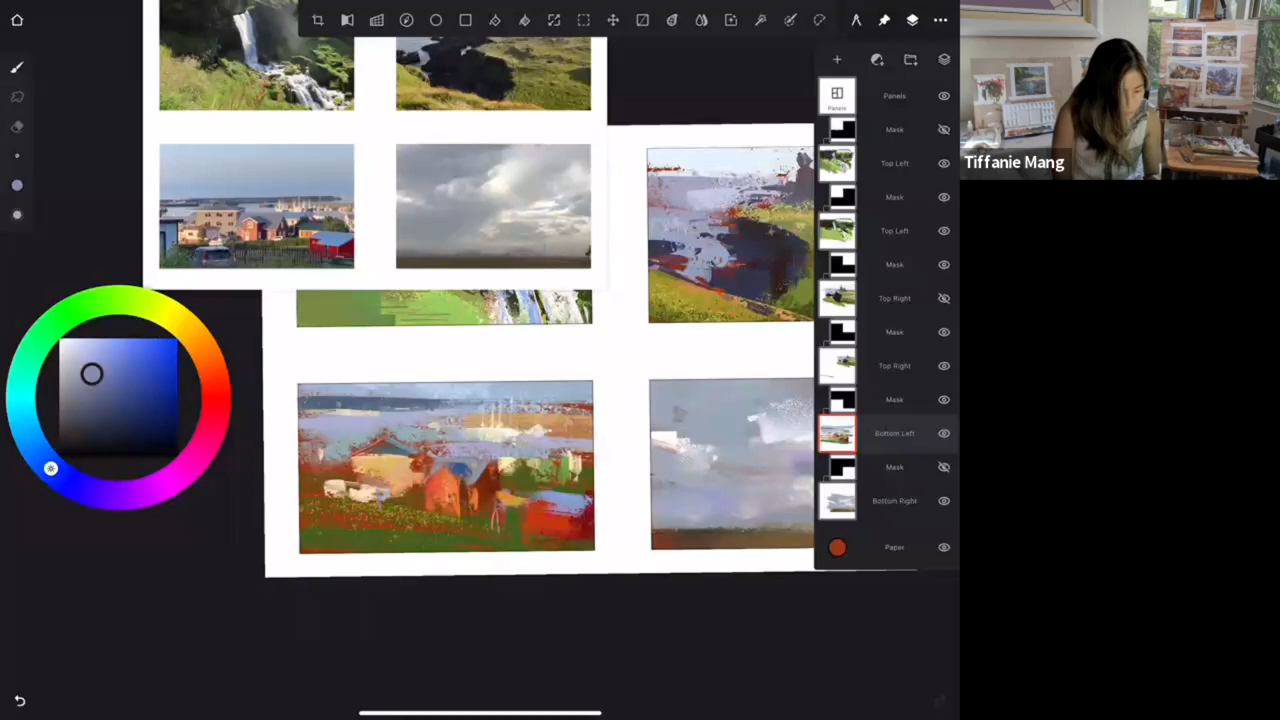 Panels
Panels
Mask
Top Left
Mask
Top Left
Mask
Top Right
Mask
Top Right
Mask
Bottom Left
Mask
Bottom Right
Paper
Tiffanie Mang